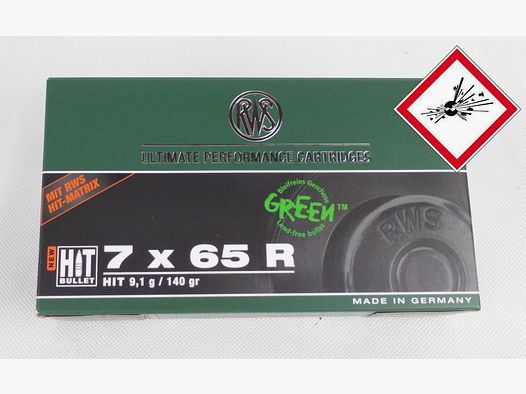 RWS
ULTIMATE PERFORMANCE CARTRIDGES
MIT RWS
HIT-MATRIX
Bleifreies Geschoss
GREEN™
Lead-free bullet
RWS
NEW
HIT
BULLET
7 x 65 R
HIT 9,1 g / 140 gr
MADE IN GERMANY